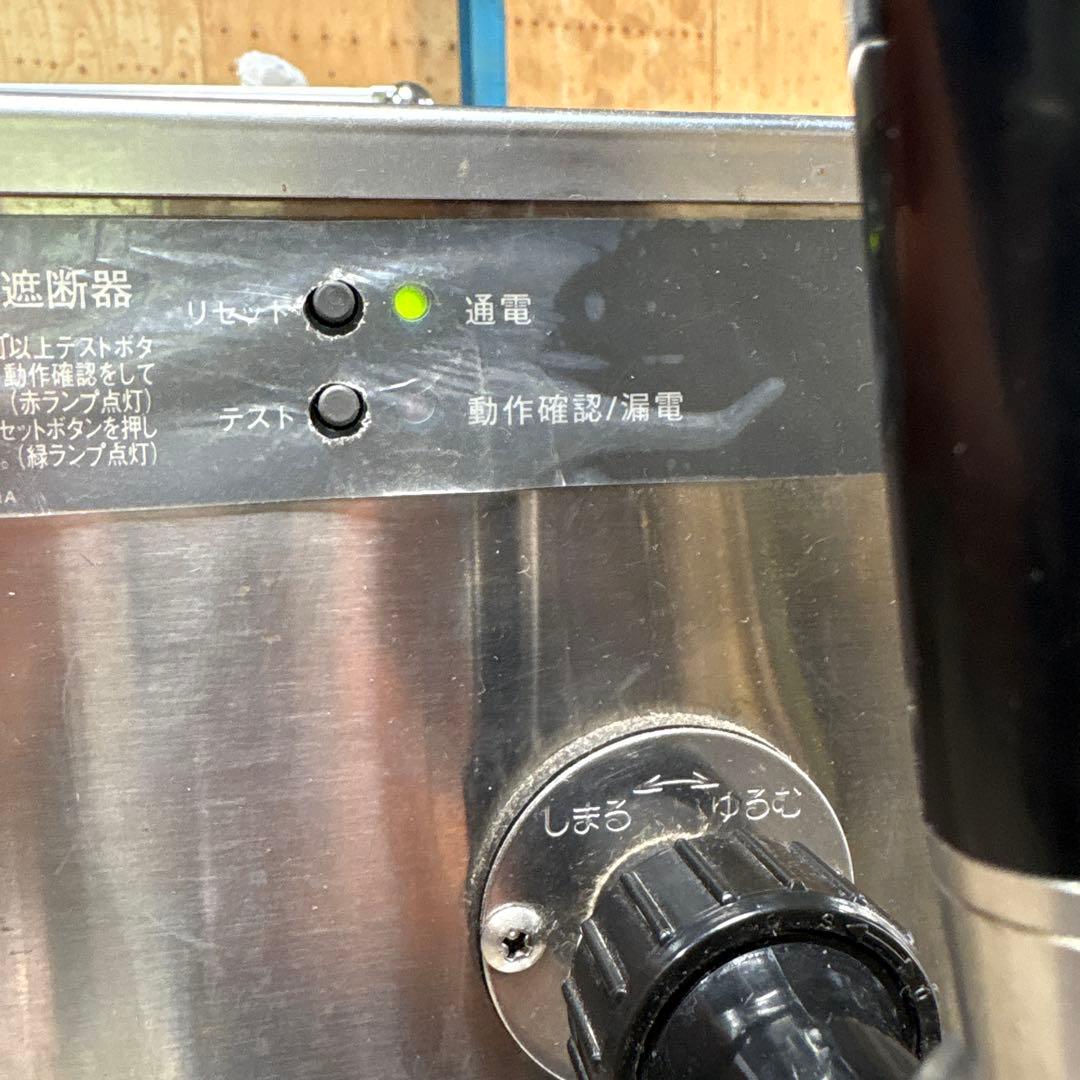 遮断器
リセット
通電
以上テストボタ
動作確認をして
(赤ランプ点灯)
セットボタンを押し
。(緑ランプ点灯)
テスト
動作確認/漏電
しまる ゆるむ